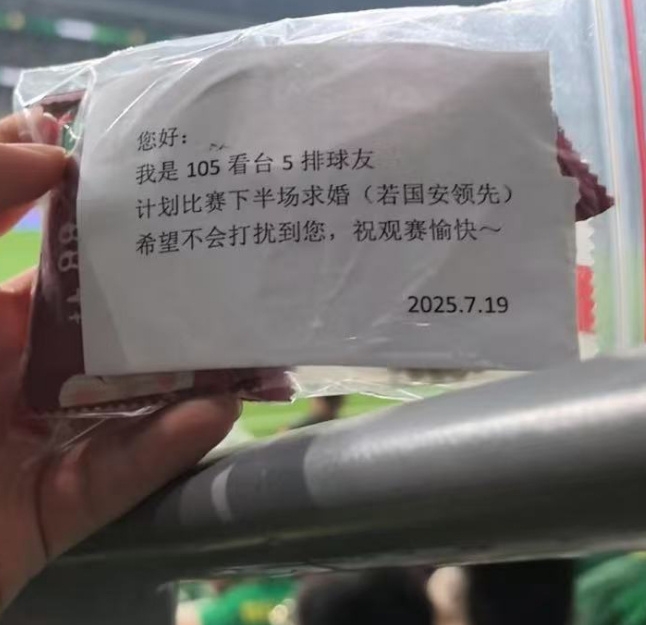 您好：
我是 105 看台 5 排球友
计划比赛下半场求婚（若国安领先）
希望不会打扰到您，祝观赛愉快～
2025.7.19